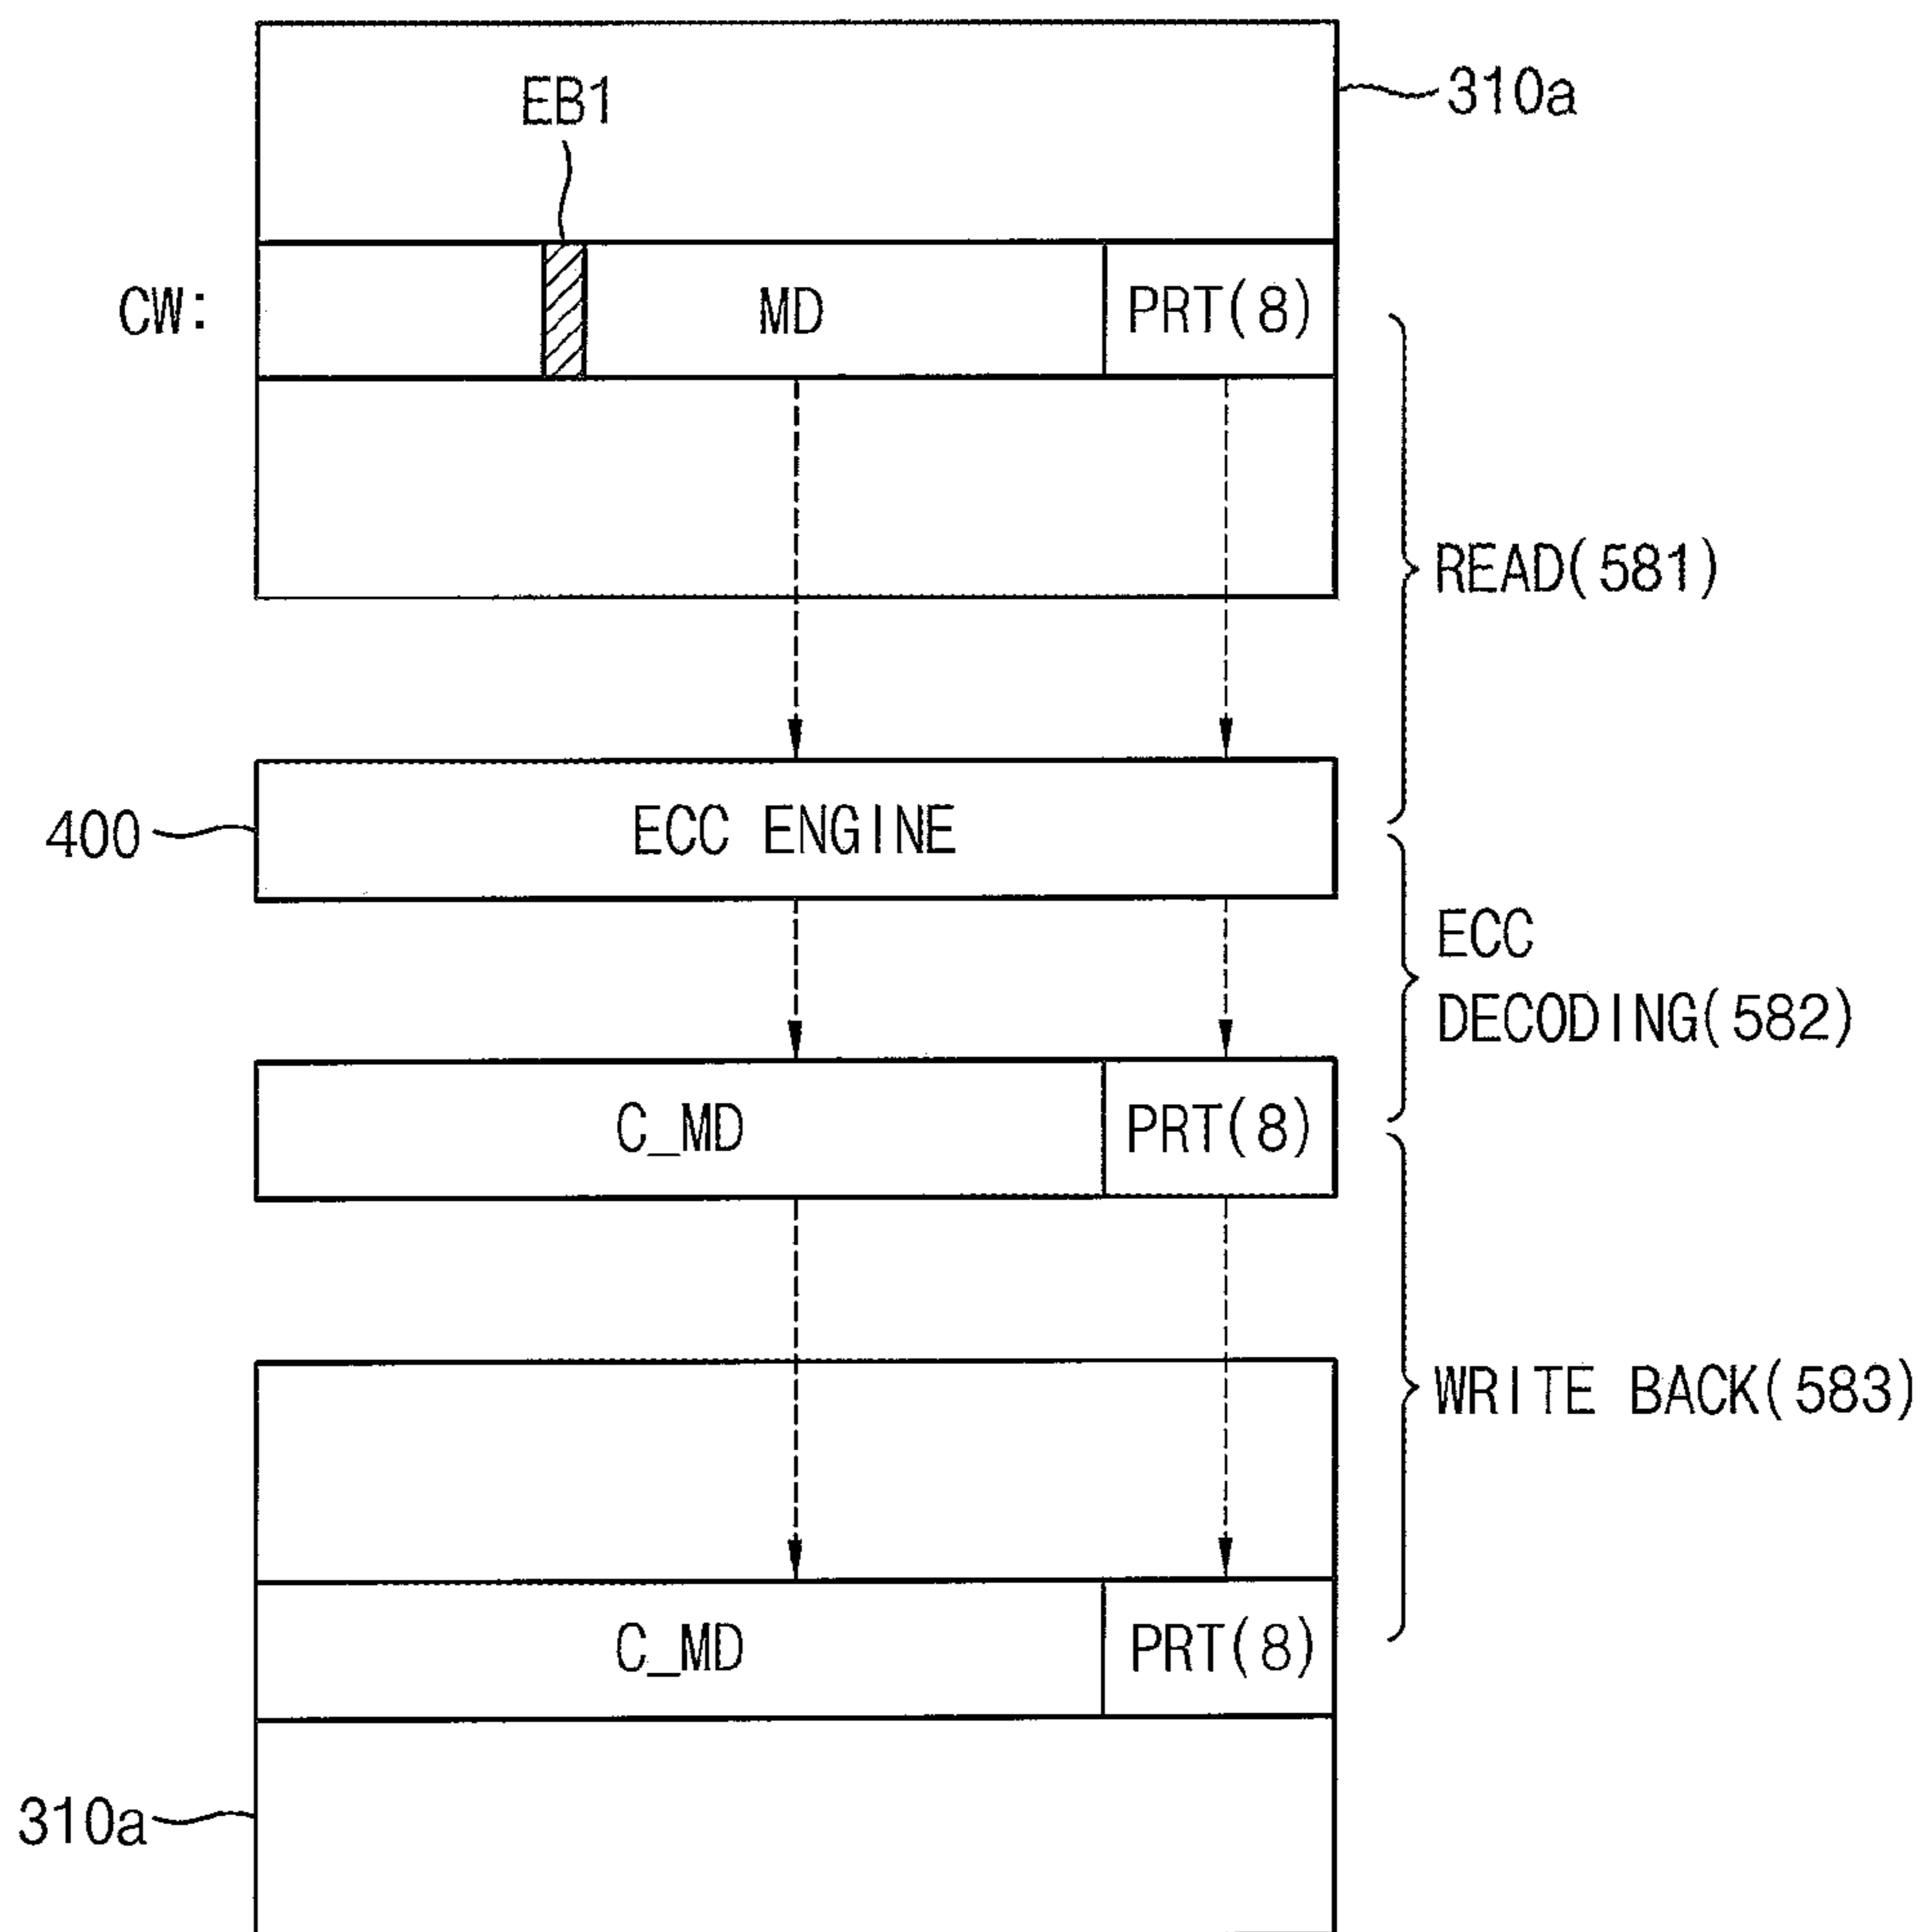 310a
EB1
CW:
MD
PRT(8)
READ(581)
400
ECC ENGINE
ECC
DECODING(582)
C_MD
PRT(8)
WRITE BACK(583)
C_MD
PRT(8)
310a